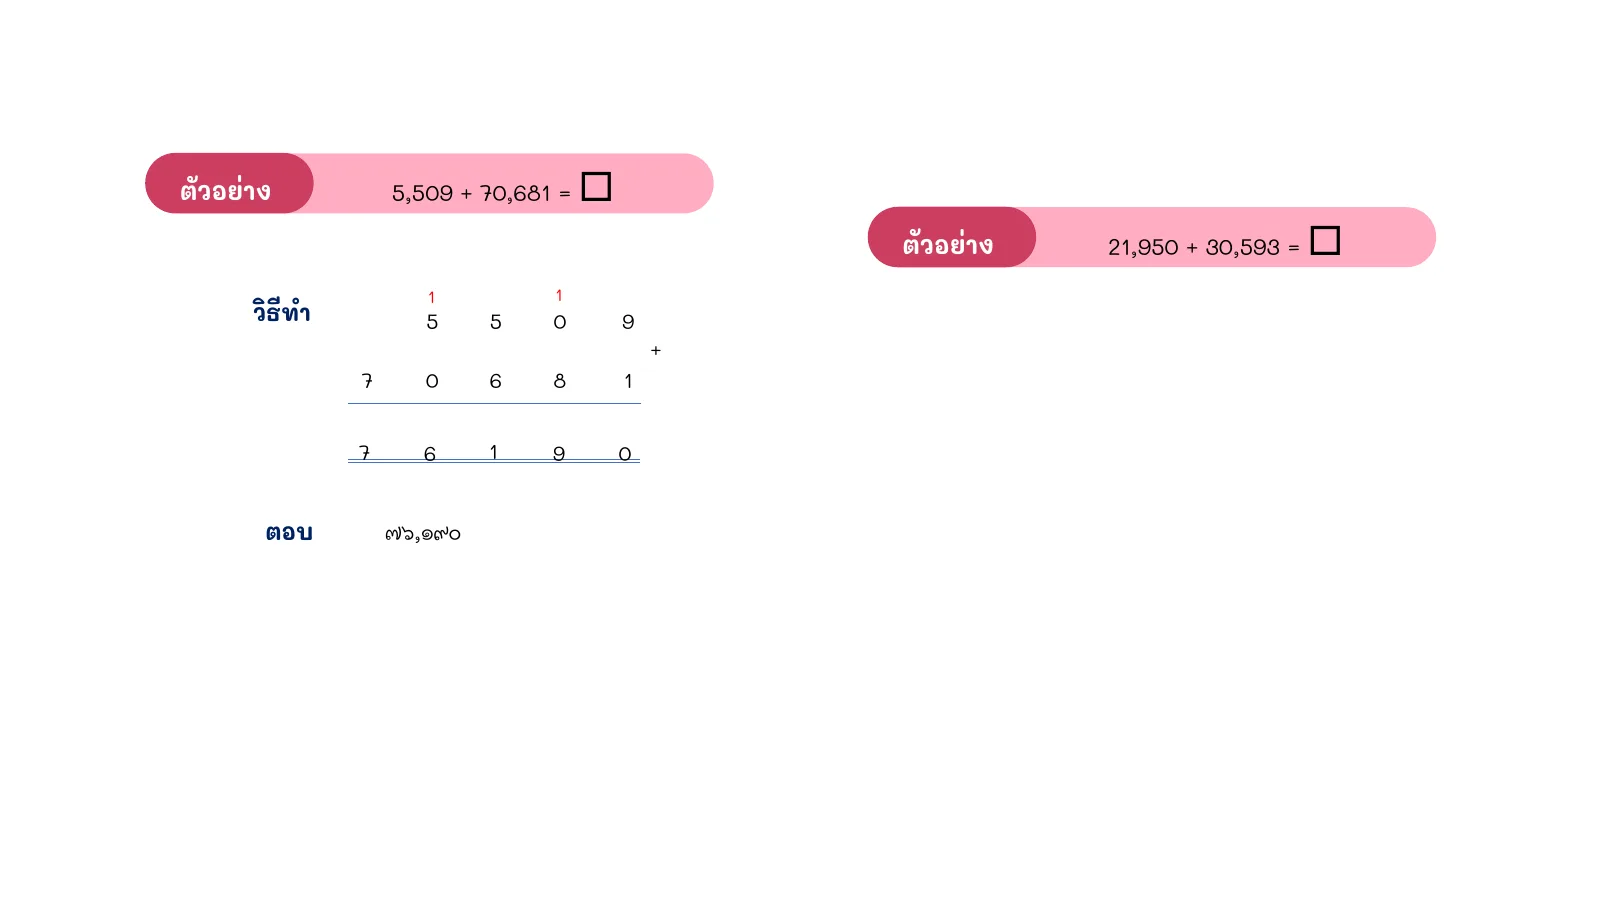 ตัวอย่าง 5,509 + 70,681 = □
วิธีทำ
1 1
5 5 0 9
+
7 0 6 8 1
7 6 1 9 0
ตอบ ๗๖,๑๙๐
ตัวอย่าง 21,950 + 30,593 = □